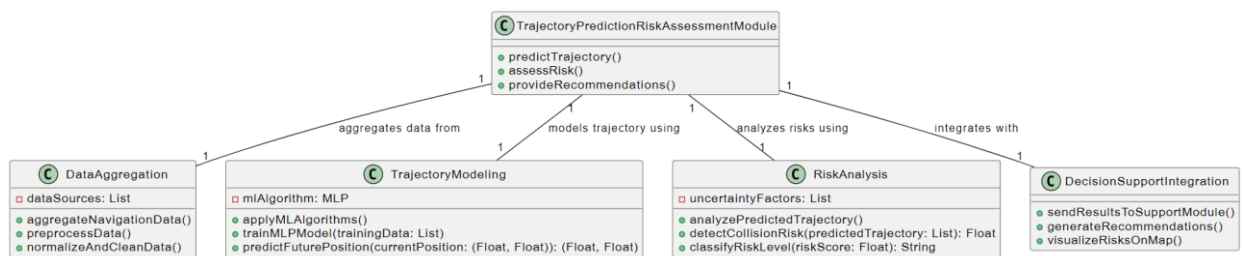 C TrajectoryPredictionRiskAssessmentModule
predictTrajectory()
assessRisk()
provideRecommendations()
1 1 1 1
aggregates data from models trajectory using analyzes risks using integrates with
1 1 1 1
C DataAggregation
dataSources: List
aggregateNavigationData()
preprocessData()
normalizeAndCleanData()
C TrajectoryModeling
mlAlgorithm: MLP
applyMLAlgorithms()
trainMLPModel(trainingData: List)
predictFuturePosition(currentPosition: (Float, Float)): (Float, Float)
C RiskAnalysis
uncertaintyFactors: List
analyzePredictedTrajectory()
detectCollisionRisk(predictedTrajectory: List): Float
classifyRiskLevel(riskScore: Float): String
C DecisionSupportIntegration
sendResultsToSupportModule()
generateRecommendations()
visualizeRisksOnMap()